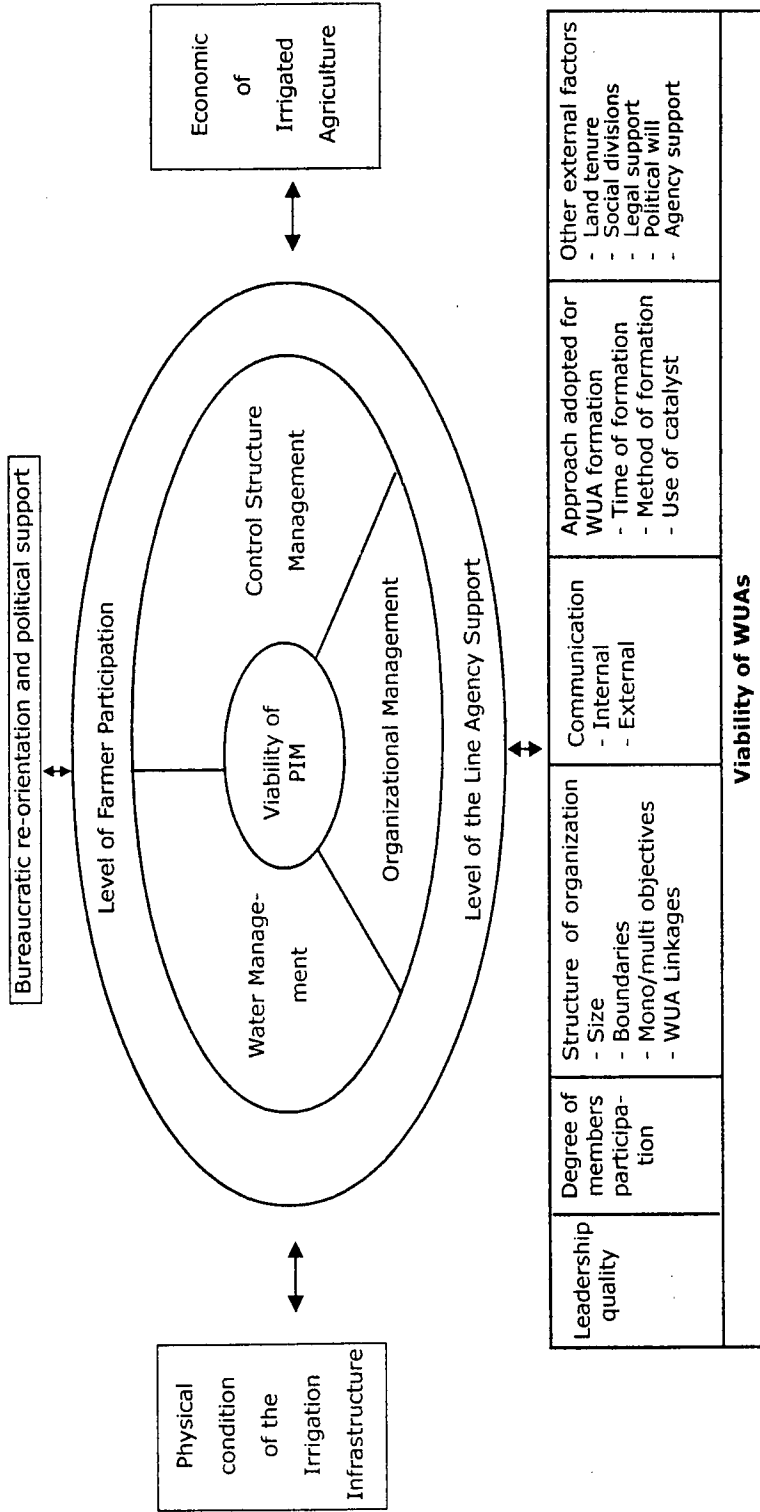 Bureaucratic re-orientation and political support
Level of Farmer Participation
Physical
condition
of the
Irrigation
Infrastructure
Water Manage-
ment
Viability of
PIM
Control Structure
Management
Organizational Management
Level of the Line Agency Support
Economic
of
Irrigated
Agriculture
Leadership
quality
Degree of
members
participa-
tion
Structure of organization
- Size
- Boundaries
- Mono/multi objectives
- WUA Linkages
Communication
- Internal
- External
Approach adopted for
WUA formation
- Time of formation
- Method of formation
- Use of catalyst
Other external factors
- Land tenure
- Social divisions
- Legal support
- Political will
- Agency support
Viability of WUAs